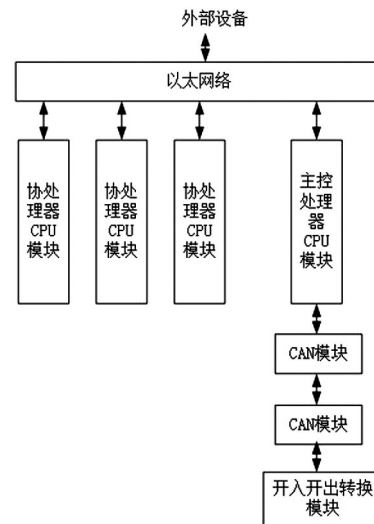 外部设备
以太网络
协处
理器
CPU
模块
协处
理器
CPU
模块
协处
理器
CPU
模块
主控
处理
器
CPU
模块
CAN模块
CAN模块
开入开出转换
模块